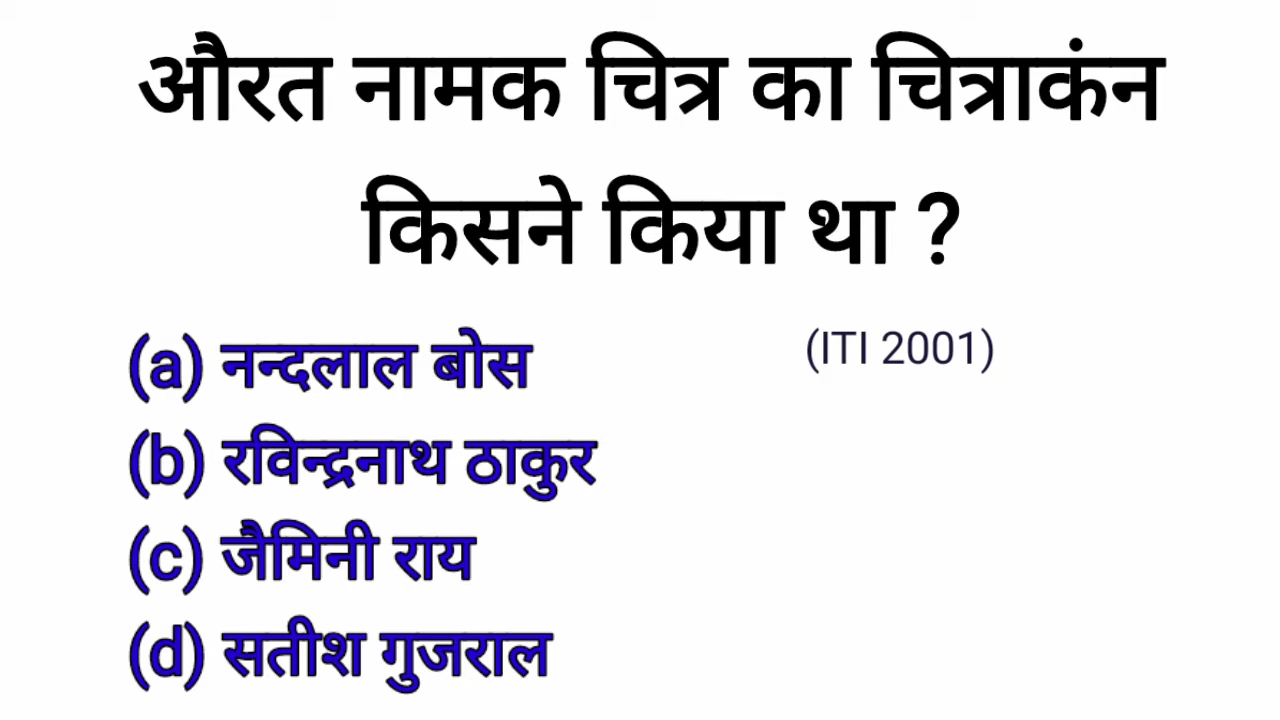 औरत नामक चित्र का चित्राकंन
किसने किया था ?
(a) नन्दलाल बोस
(ITI 2001)
(b) रविन्द्रनाथ ठाकुर
(c) जैमिनी राय
(d) सतीश गुजराल